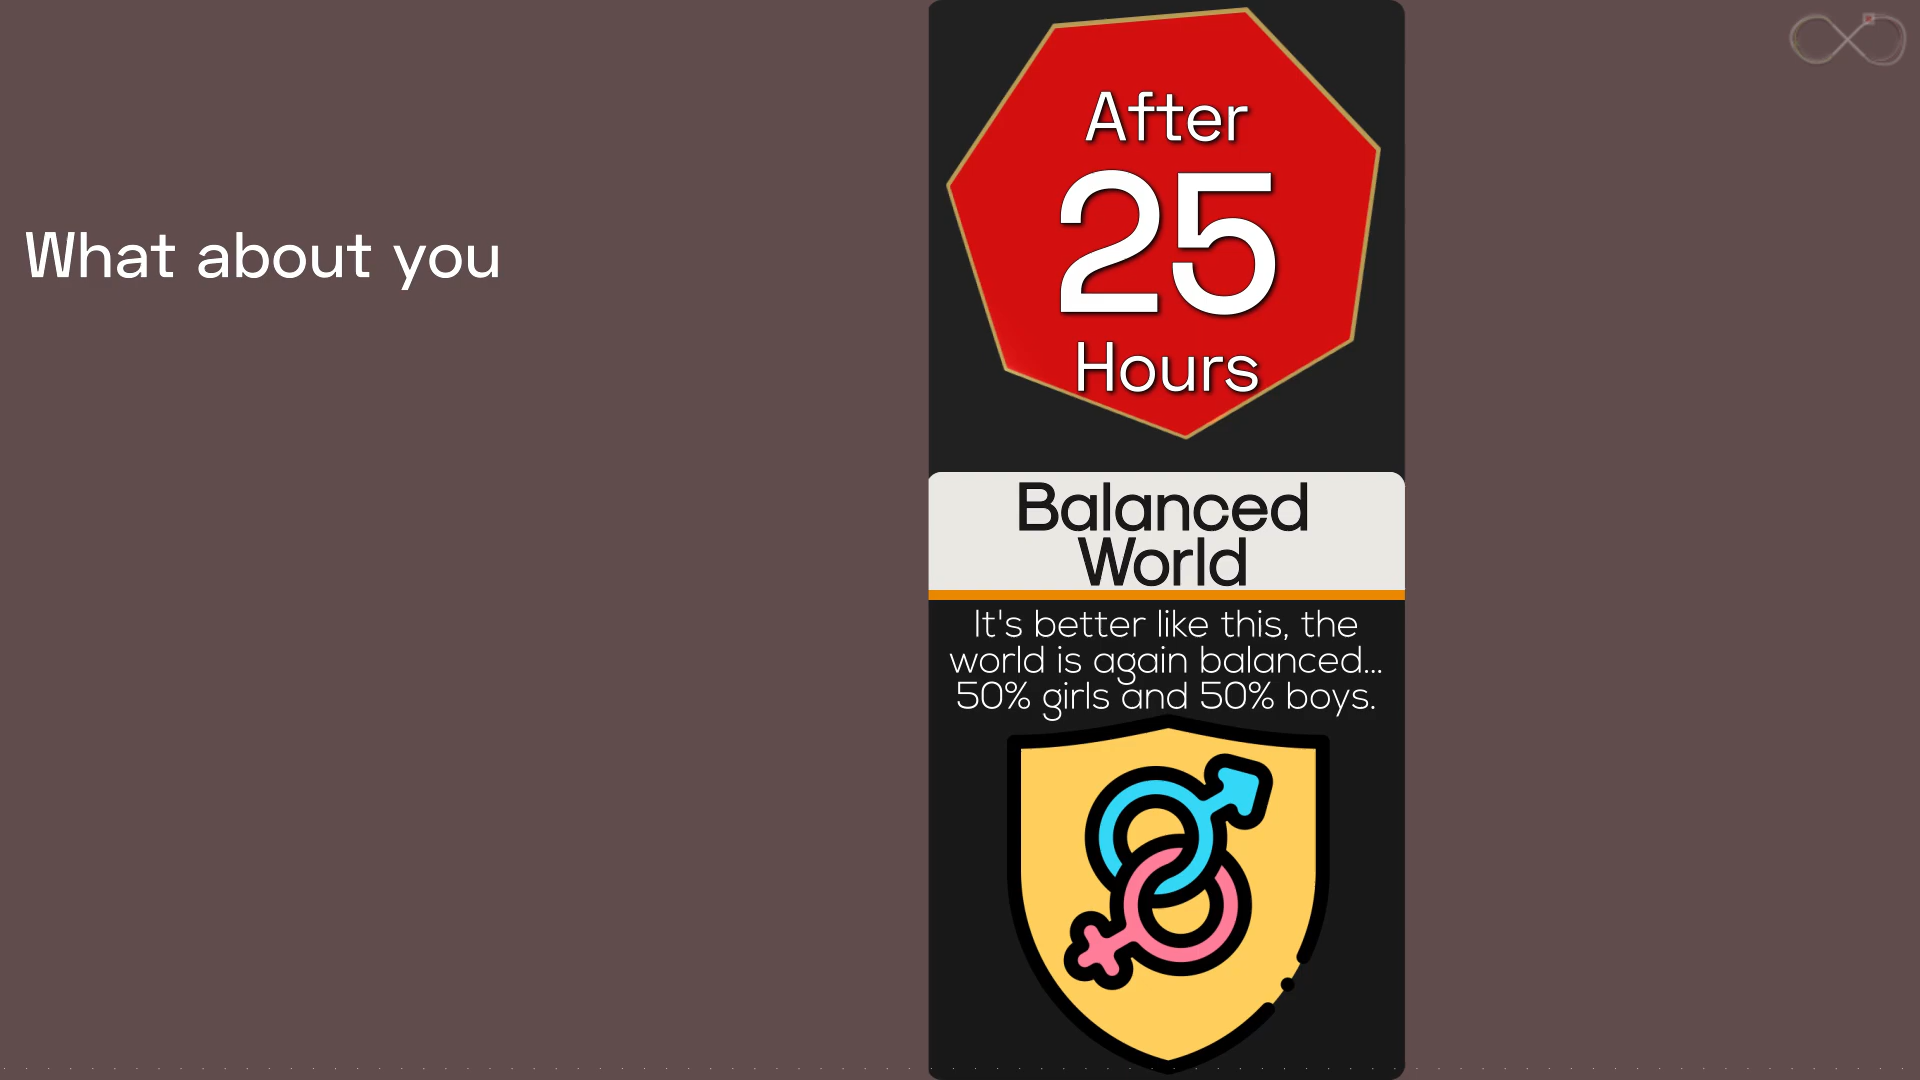 What about you
After
25
Hours
Balanced
World
It's better like this, the
world is again balanced...
50% girls and 50% boys.